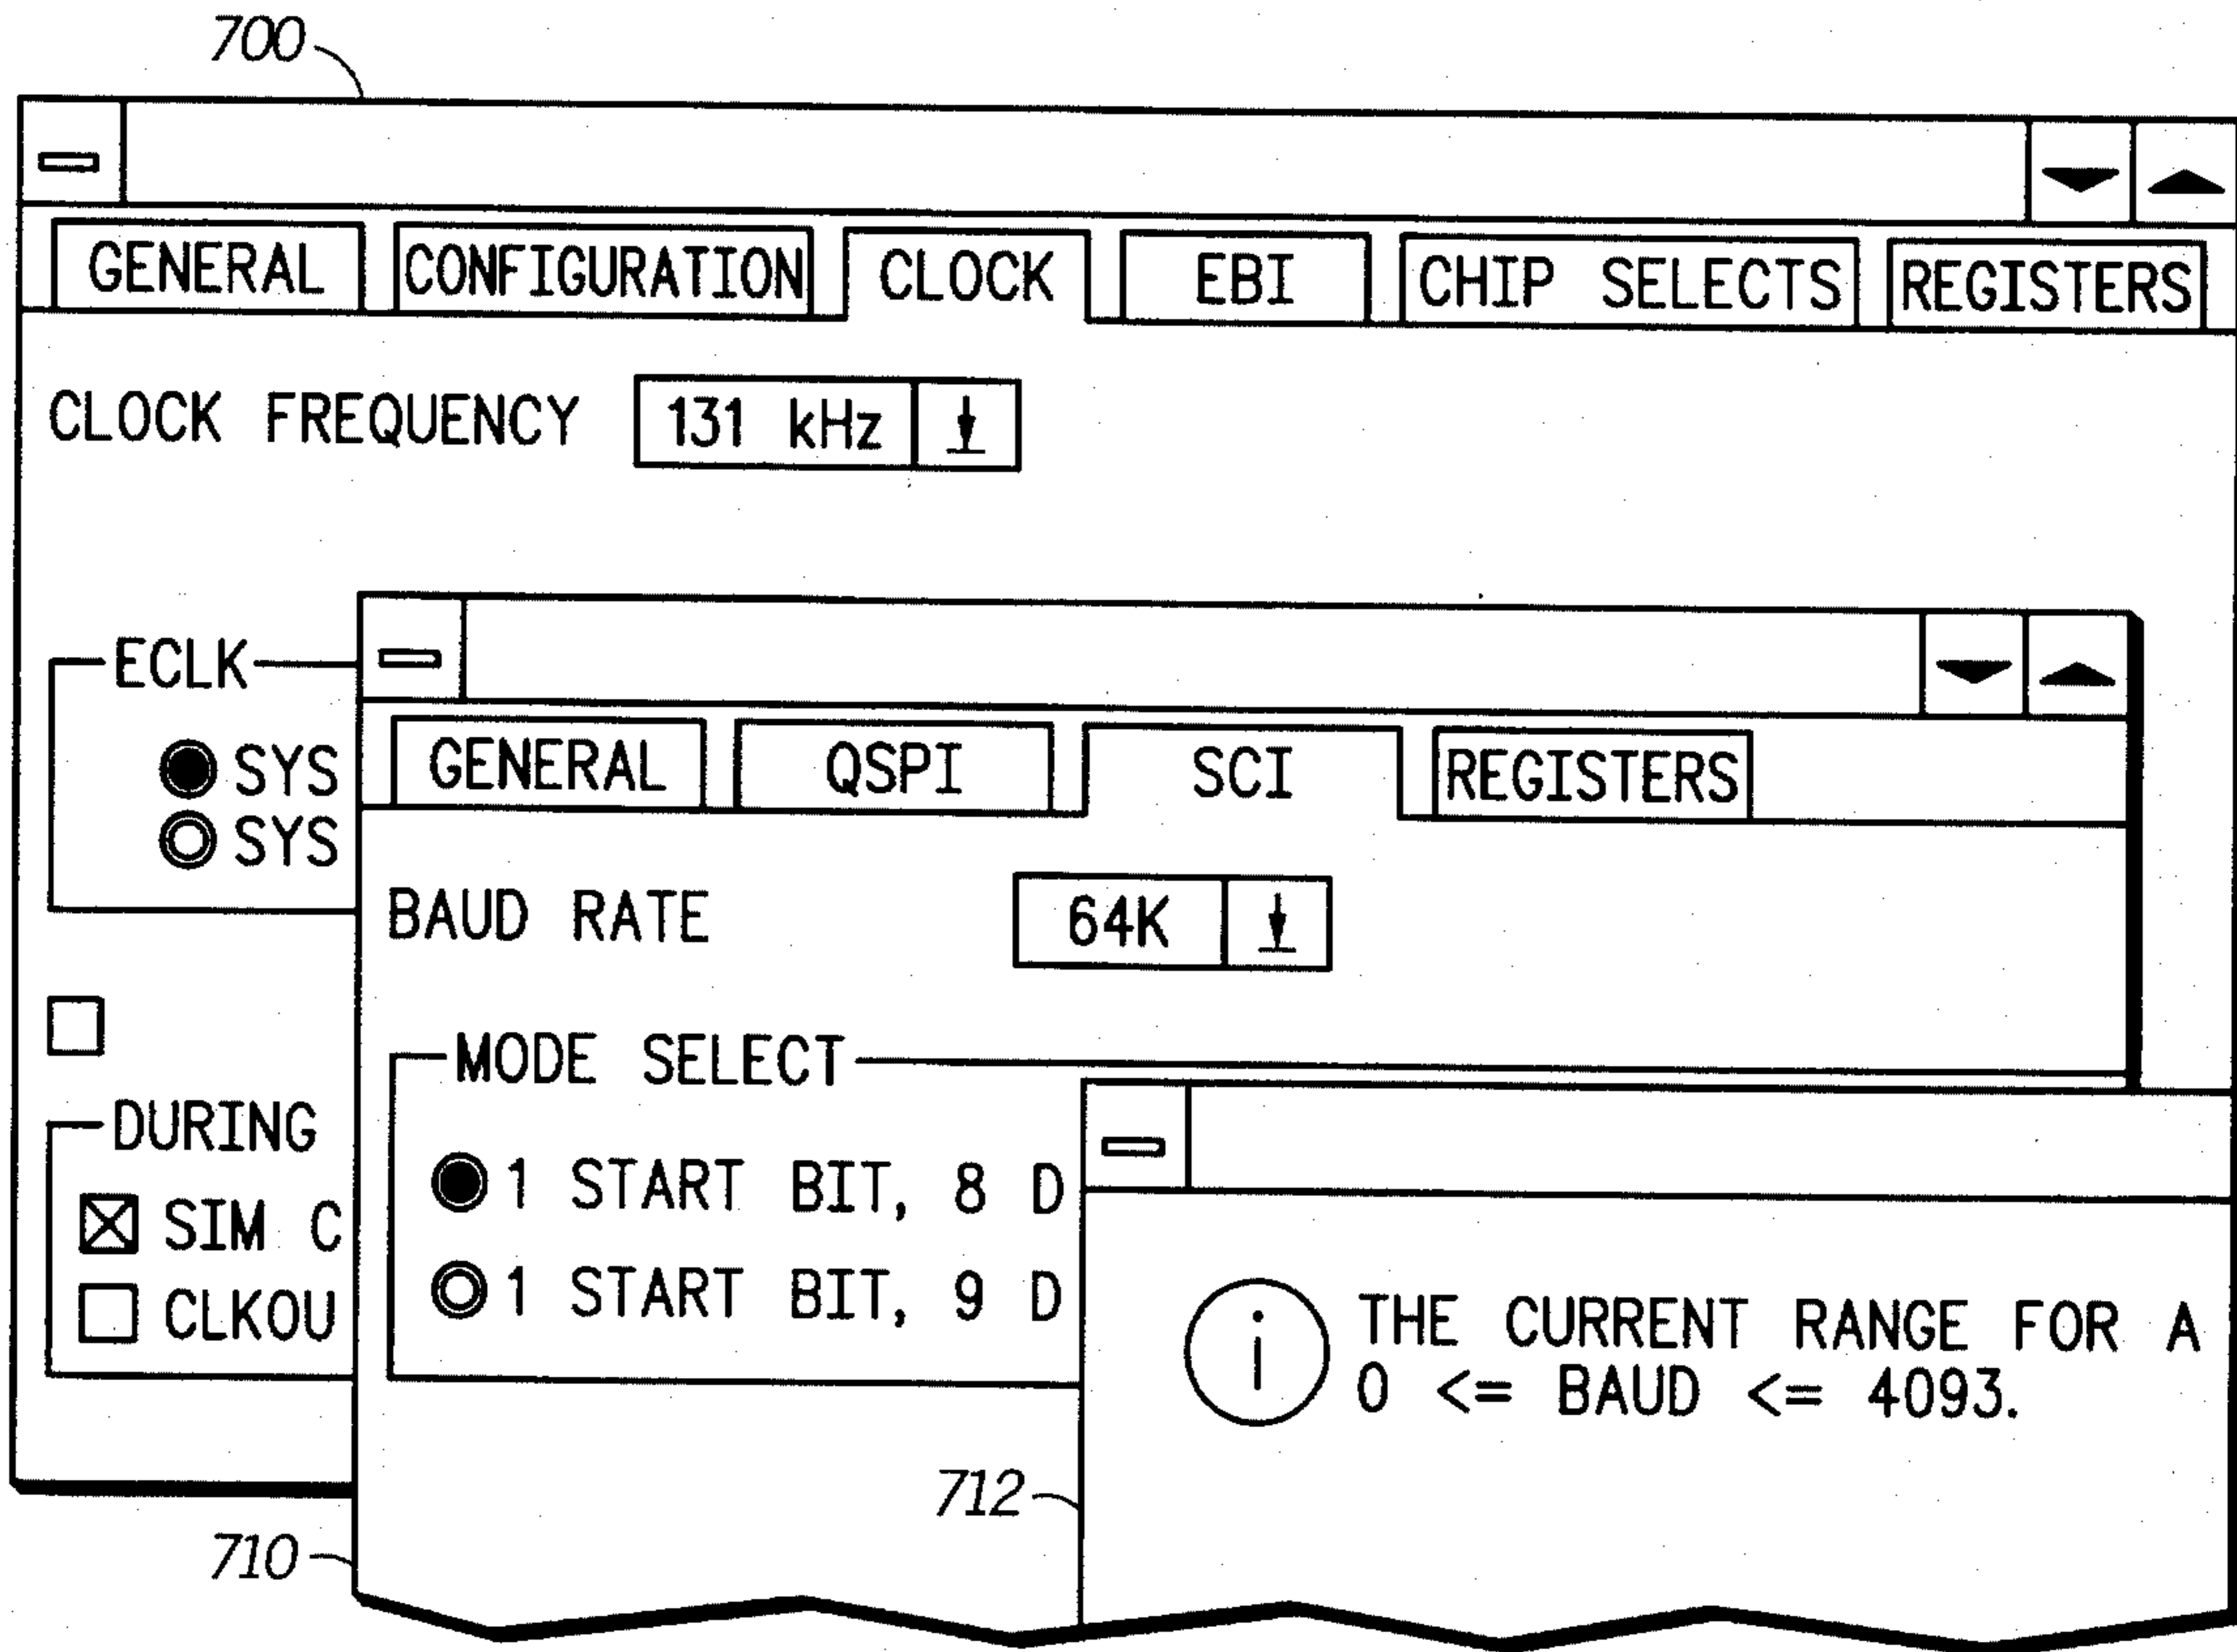 700
GENERAL CONFIGURATION CLOCK EBI CHIP SELECTS REGISTERS
CLOCK FREQUENCY 131 kHz
ECLK
SYS
SYS
GENERAL QSPI SCI REGISTERS
BAUD RATE 64K
MODE SELECT
1 START BIT, 8 D
1 START BIT, 9 D
DURING
SIM C
CLKOU
THE CURRENT RANGE FOR A
0 <= BAUD <= 4093.
712
710